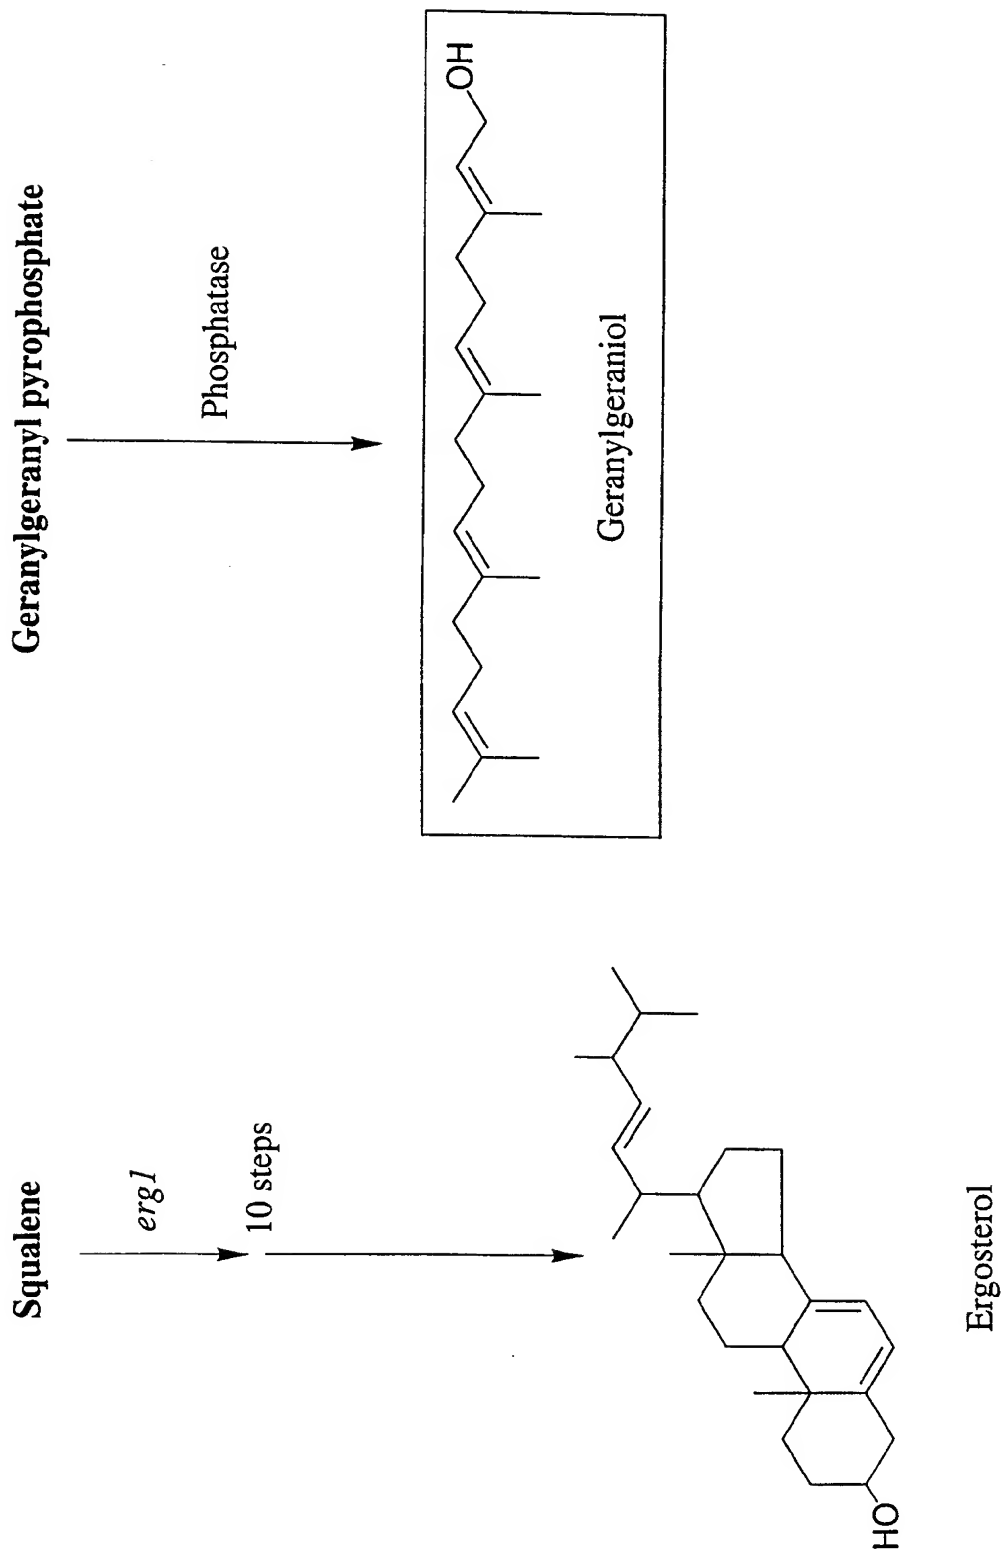 Squalene
erg1
10 steps
HO
Ergosterol
Geranylgeranyl pyrophosphate
Phosphatase
OH
Geranylgeraniol